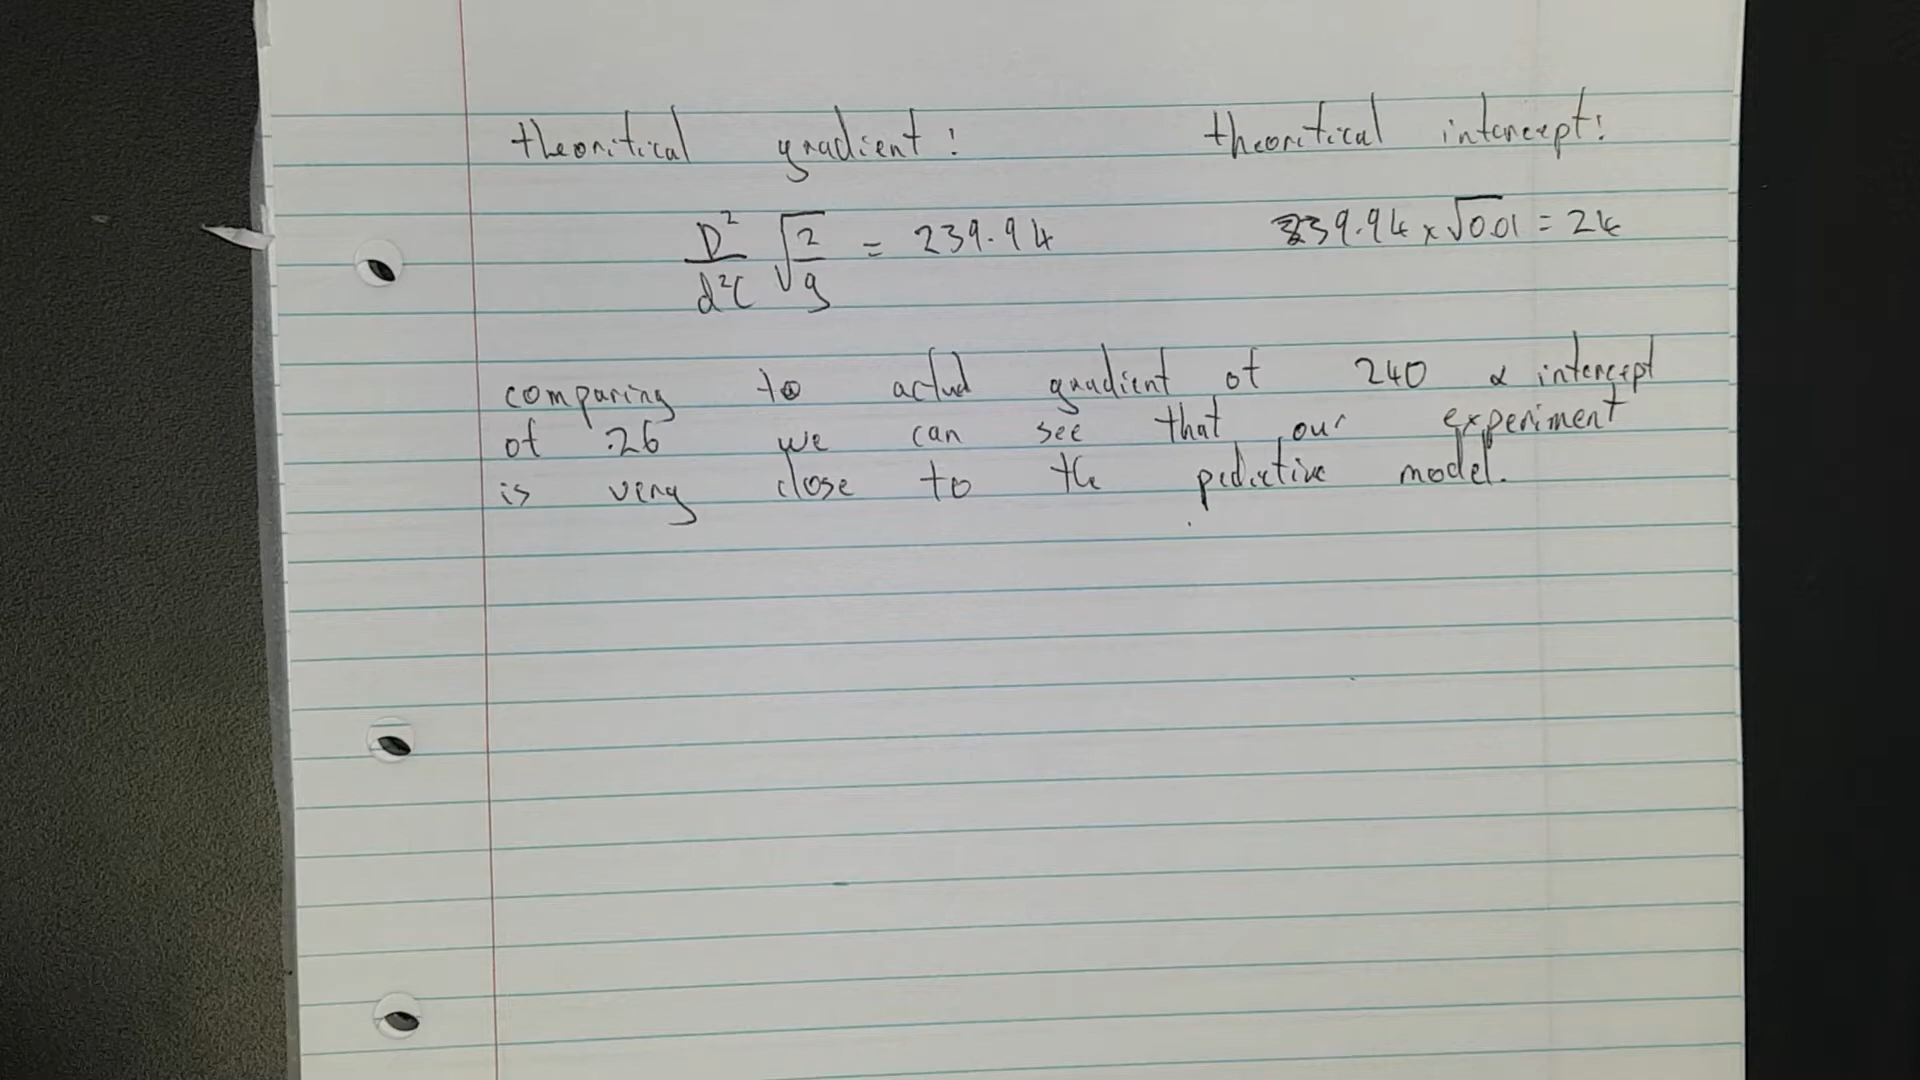 theoritical gradient: theoritical intercept:
D²/d²C √2/g = 239.94 239.94 × √0.01 = 24
comparing to actual gradient of 240 & intercept
of 26 we can see that our experiment
is very close to the pedictive model.